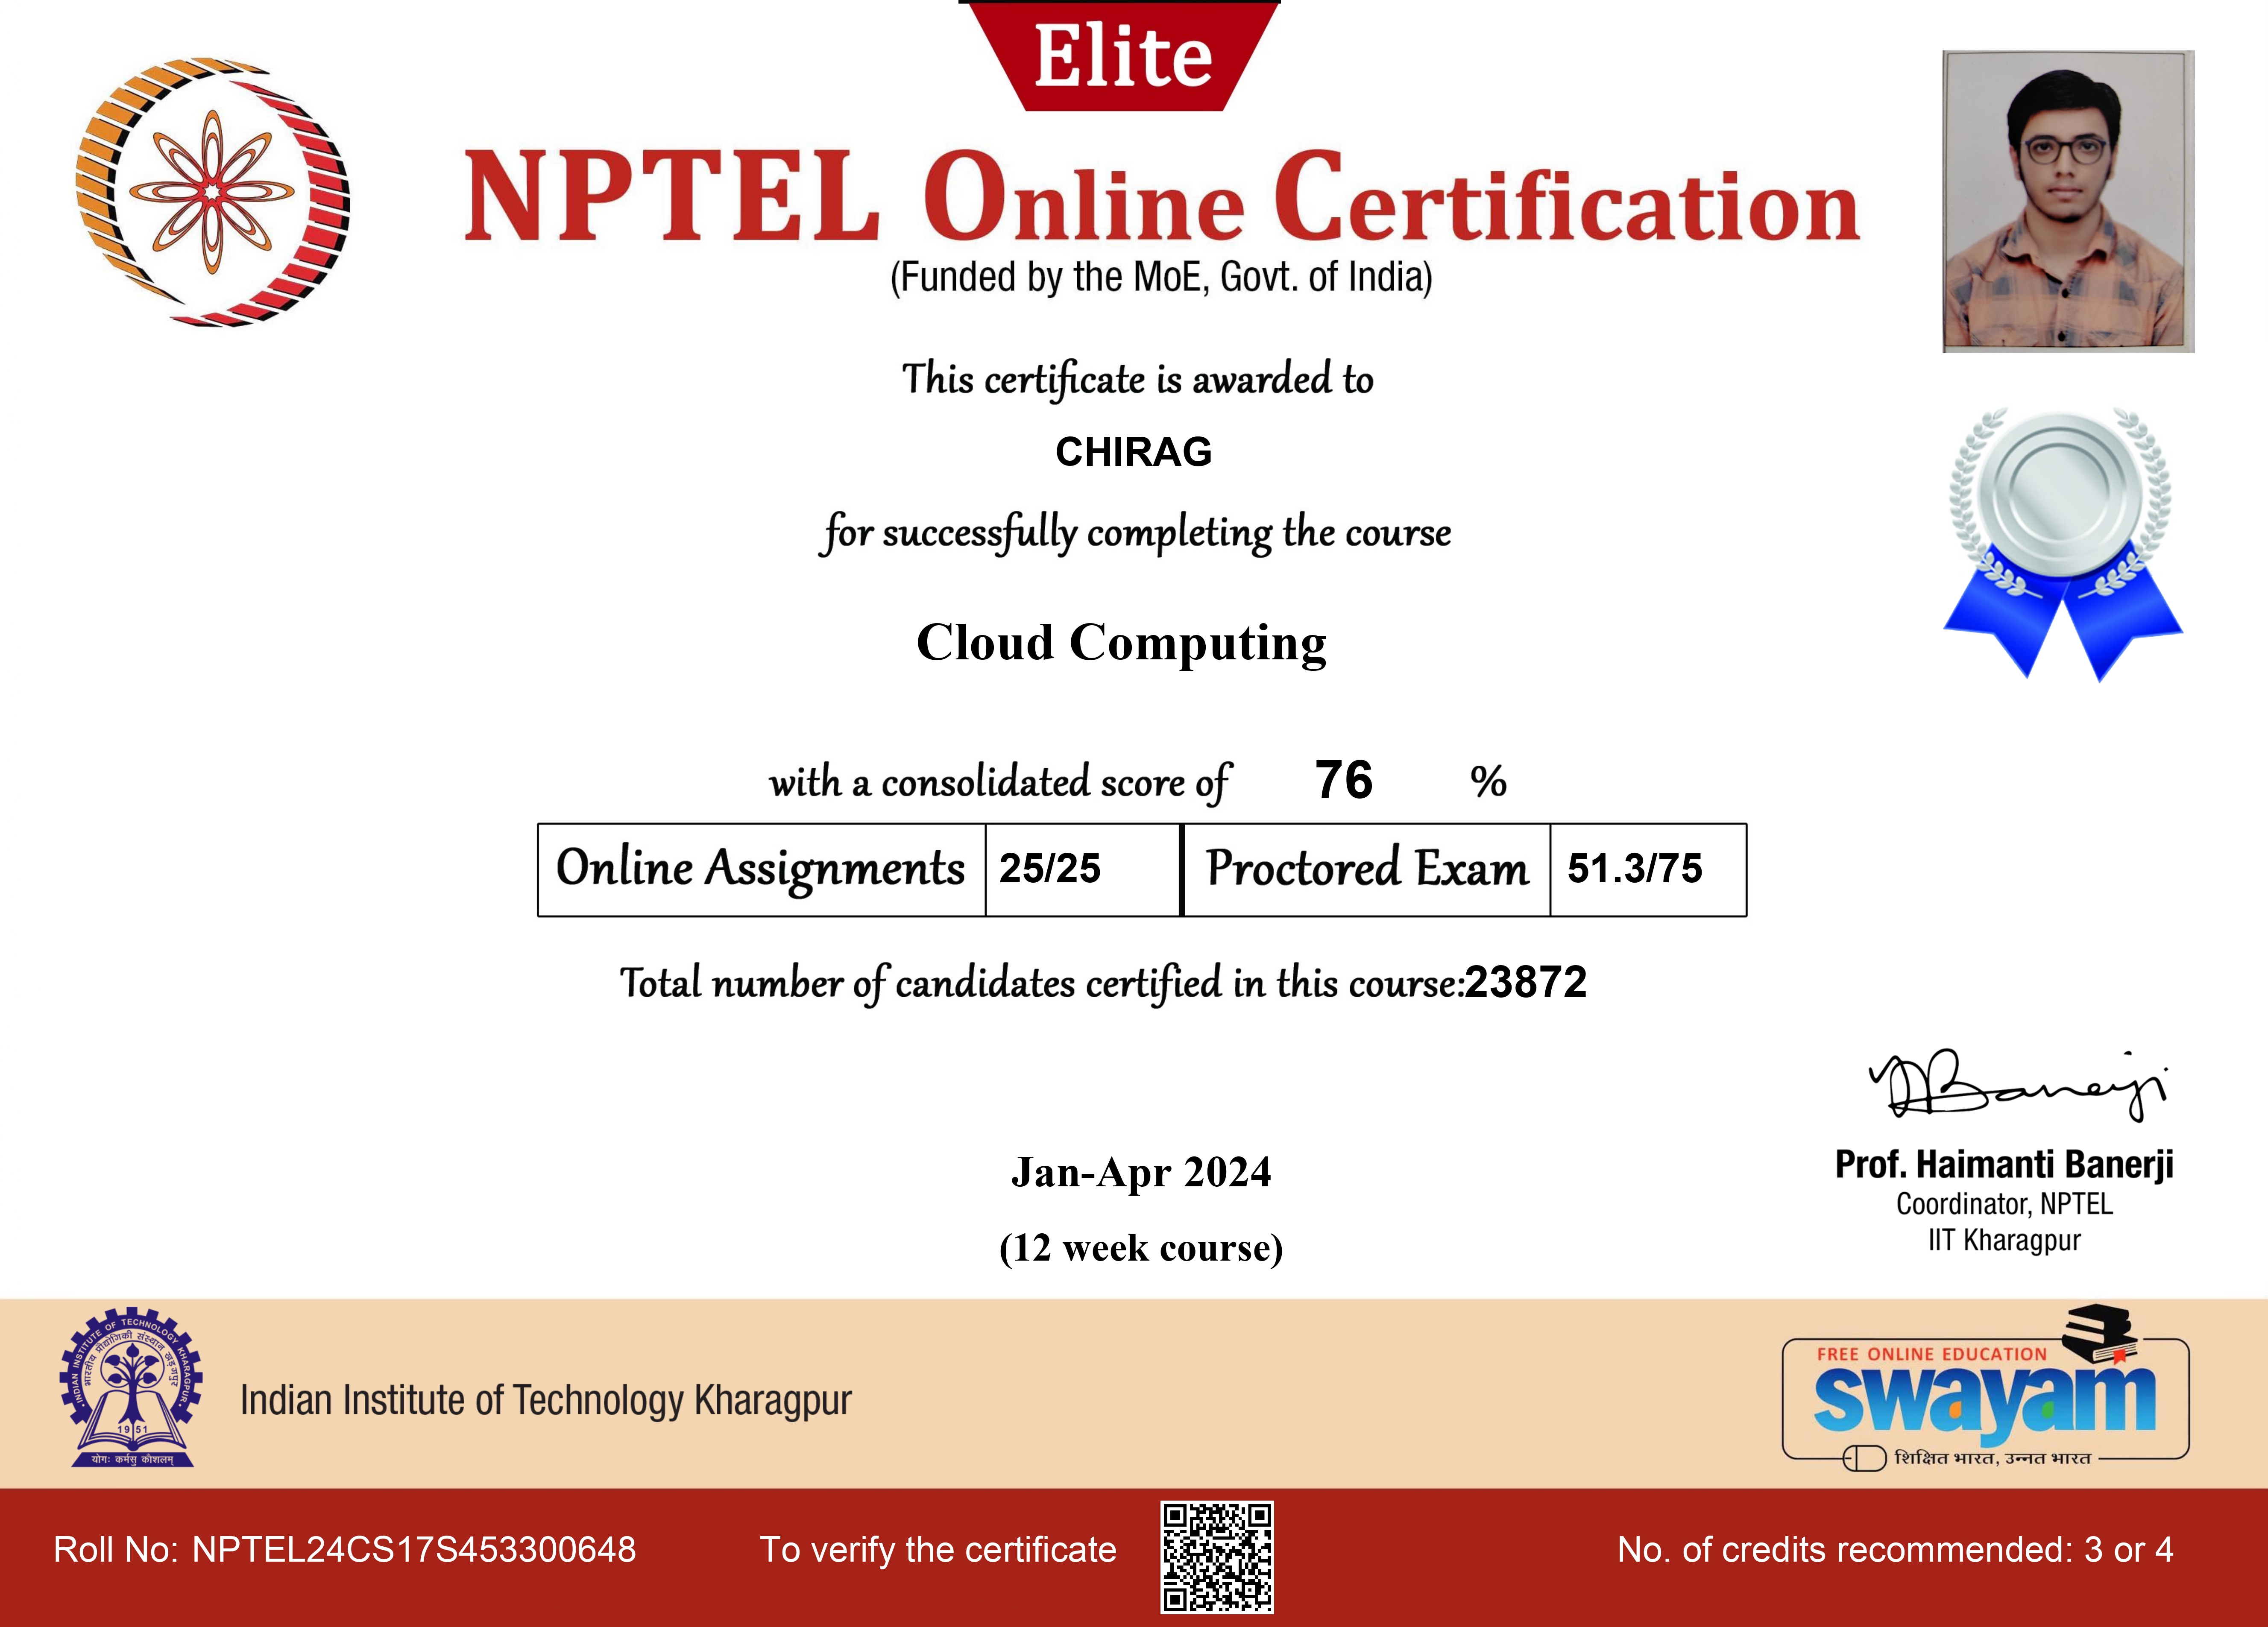 Elite
NPTEL Online Certification
(Funded by the MoE, Govt. of India)
This certificate is awarded to
CHIRAG
for successfully completing the course
Cloud Computing
with a consolidated score of 76 %
Online Assignments 25/25 Proctored Exam 51.3/75
Total number of candidates certified in this course:23872
Banerji
Prof. Haimanti Banerji
Coordinator, NPTEL
IIT Kharagpur
Jan-Apr 2024
(12 week course)
INDIAN INSTITUTE OF TECHNOLOGY KHARAGPUR
भारतीय प्रौद्योगिकी संस्थान खड़गपुर
1951
योगः कर्मसु कौशलम्
Indian Institute of Technology Kharagpur
FREE ONLINE EDUCATION
swayam
शिक्षित भारत, उन्नत भारत
Roll No: NPTEL24CS17S453300648
To verify the certificate
No. of credits recommended: 3 or 4